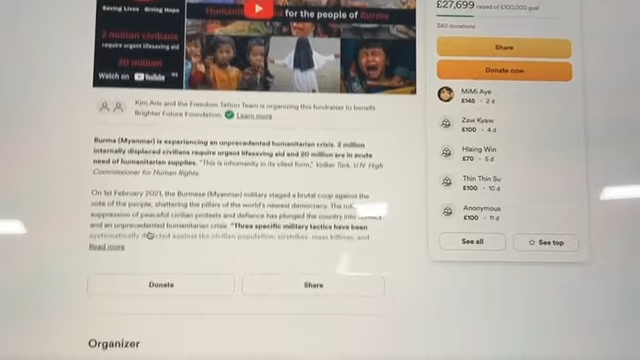 Saving Lives Giving Hope
for the people of Burma
2 million civilians
require urgent lifesaving aid
20 million
Watch on YouTube
Kim Aris and the Freedom Tattoo Team is organizing this fundraiser to benefit
Brighter Future Foundation. Learn more
Burma (Myanmar) is experiencing an unprecedented humanitarian crisis. 2 million
internally displaced civilians require urgent lifesaving aid and 20 million are in acute
need of humanitarian supplies. "This is inhumanity in its vilest form," Volker Türk, U.N. High
Commissioner for Human Rights.
On 1st February 2021, the Burmese (Myanmar) military staged a brutal coup against the
vote of the people, shattering the pillars of the world's newest democracy. The
suppression of peaceful civilian protests and defiance has plunged the country into conflict
and an unprecedented humanitarian crisis. "Three specific military tactics have been
systematically against the civilian population: airstrikes, mass killings, and
Read more
Donate
Share
Organizer
£27,699 raised of £100,000 goal
380 donations
Share
Donate now
MiMi Aye
£145 · 2 d
Zaw Kyaw
£100 · 4 d
Hlaing Win
£70 · 5 d
Thin Thin Su
£100 · 10 d
Anonymous
£100 · 11 d
See all
See top